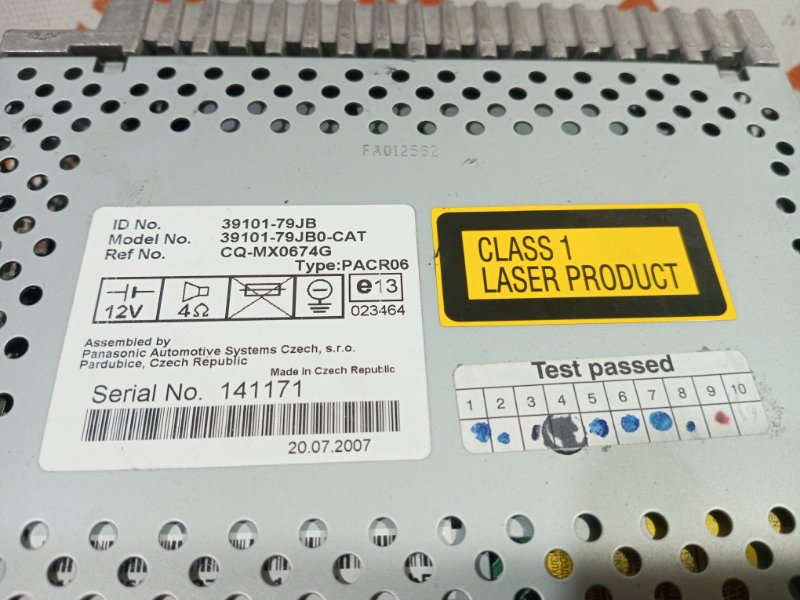 FA012562
ID No. 39101-79JB
Model No. 39101-79JB0-CAT
Ref No. CQ-MX0674G
Type:PACR06
12V 4Ω e13
023464
Assembled by
Panasonic Automotive Systems Czech, s.r.o.
Pardubice, Czech Republic
Made in Czech Republic
Serial No. 141171
20.07.2007
CLASS 1
LASER PRODUCT
Test passed
1 2 3 4 5 6 7 8 9 10